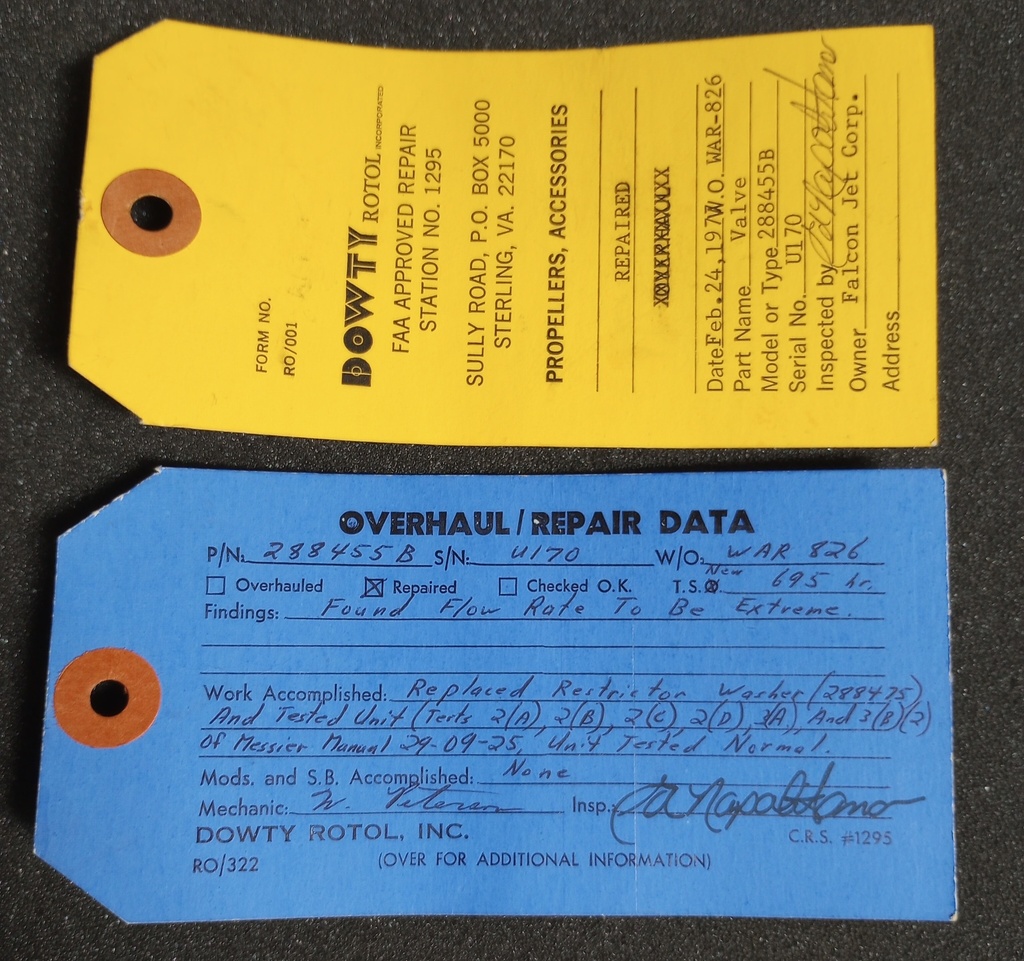 FORM NO.
RO/001
DOWTY ROTOL INCORPORATED
FAA APPROVED REPAIR
STATION NO. 1295
SULLY ROAD, P.O. BOX 5000
STERLING, VA. 22170
PROPELLERS, ACCESSORIES
REPAIRED
Date Feb. 24, 197 W.O. WAR-826
Part Name Valve
Model or Type 288455B
Serial No. U170
Inspected by
Owner Falcon Jet Corp.
Address
OVERHAUL/REPAIR DATA
P/N: 288455B S/N: U170 W/O: WAR 826
☐ Overhauled ☒ Repaired ☐ Checked O.K. T.S. New 695 hr.
Findings: Found Flow Rate To Be Extreme.
Work Accomplished: Replaced Restrictor Washer (288475)
And Tested Unit (Tests 2(A), 2(B), 2(C), 2(D), 3(A), And 3(B)(2)
Of Messier Manual 29-09-25, Unit Tested Normal.
Mods. and S.B. Accomplished: None
Mechanic: W. Peterson Insp.: Napolitano
DOWTY ROTOL, INC. C.R.S. #1295
RO/322 (OVER FOR ADDITIONAL INFORMATION)